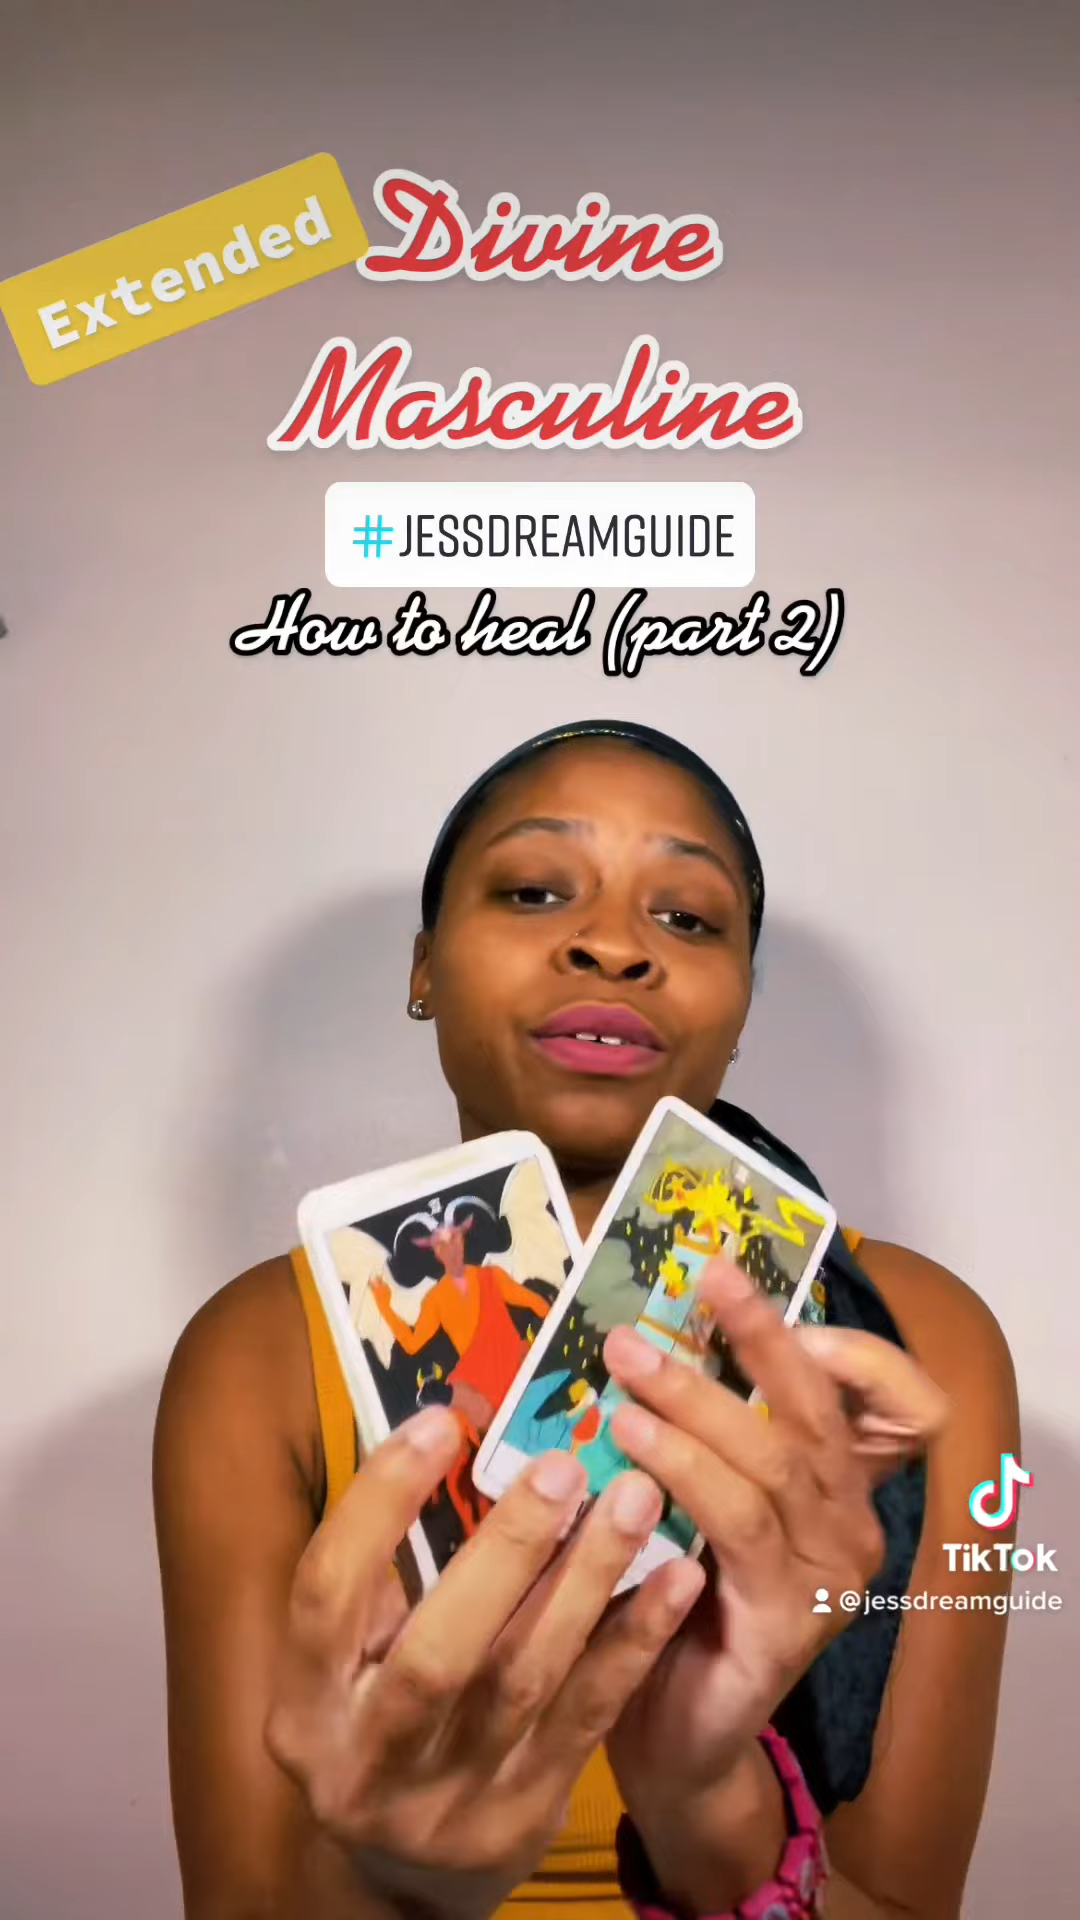 Extended
Divine
Masculine
#JESSDREAMGUIDE
How to heal (part 2)
TikTok
@jessdreamguide